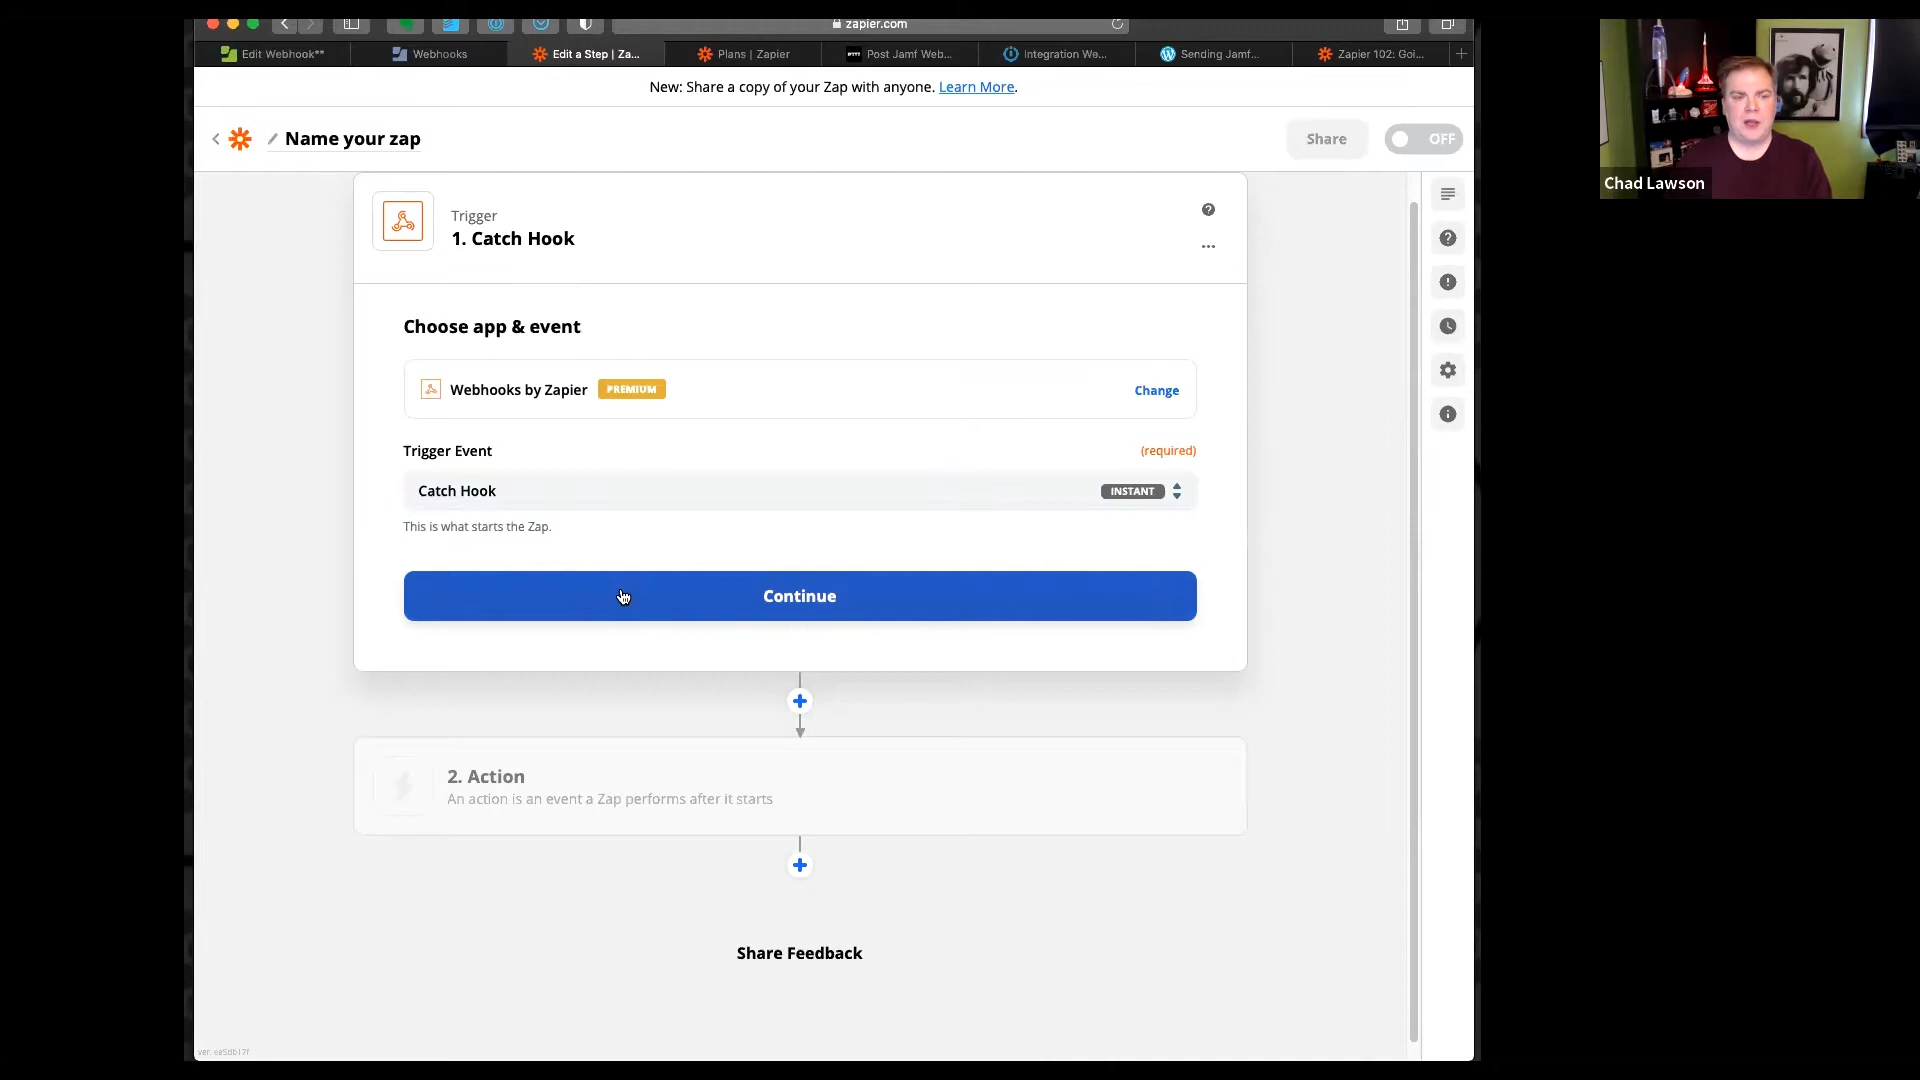 zapier.com
Edit Webhook**
Webhooks
Edit a Step | Za...
Plans | Zapier
Post Jamf Web...
Integration We...
Sending Jamf...
Zapier 102: Goi...
New: Share a copy of your Zap with anyone. Learn More.
Name your zap
Share
OFF
Chad Lawson
Trigger
1. Catch Hook
Choose app & event
Webhooks by Zapier
PREMIUM
Change
Trigger Event
(required)
Catch Hook
INSTANT
This is what starts the Zap.
Continue
2. Action
An action is an event a Zap performs after it starts
Share Feedback